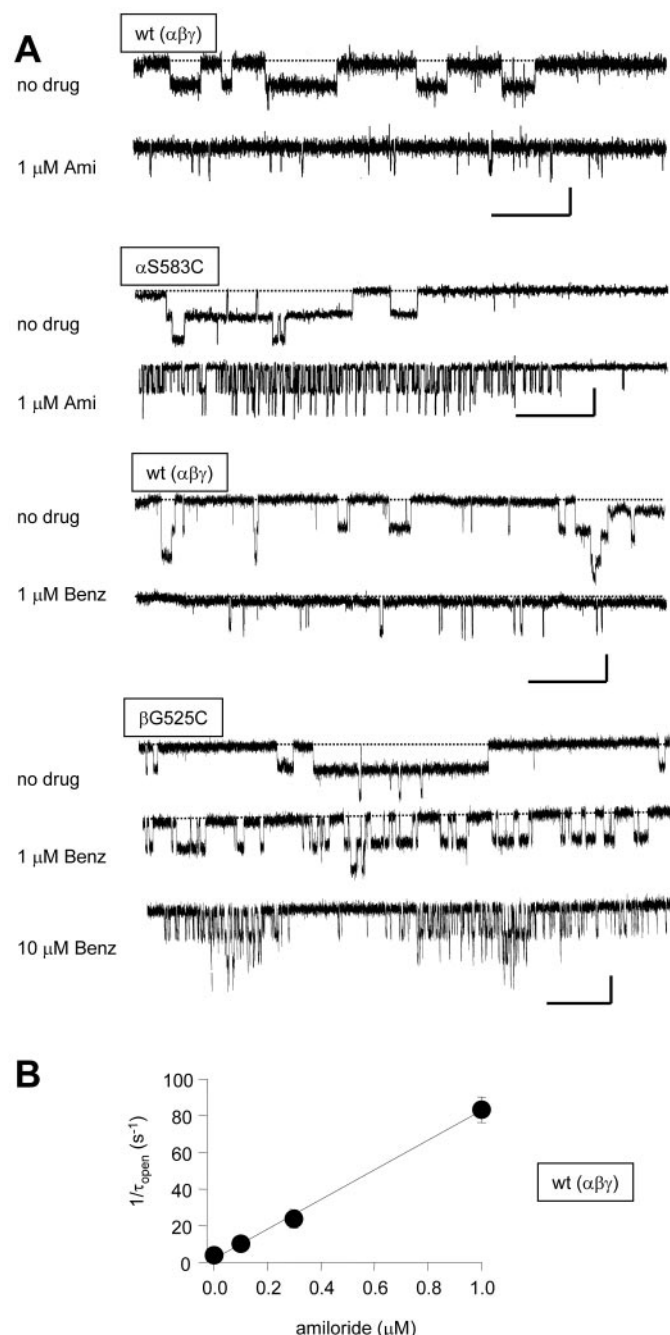 A
wt (αβγ)
no drug
1 μM Ami
αS583C
no drug
1 μM Ami
wt (αβγ)
no drug
1 μM Benz
βG525C
no drug
1 μM Benz
10 μM Benz
B
100
80
60
40
20
0
1/τopen (s-1)
wt (αβγ)
0.0 0.2 0.4 0.6 0.8 1.0
amiloride (μM)